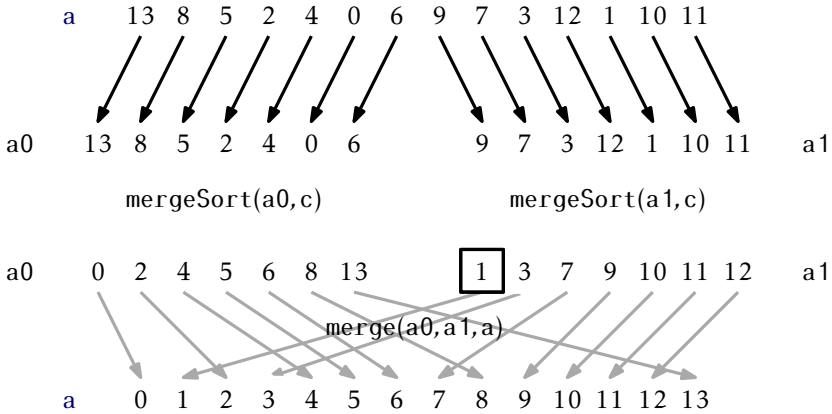 a 13 8 5 2 4 0 6 9 7 3 12 1 10 11
a0 13 8 5 2 4 0 6 9 7 3 12 1 10 11 a1
mergeSort(a0,c) mergeSort(a1,c)
a0 0 2 4 5 6 8 13 1 3 7 9 10 11 12 a1
merge(a0,a1,a)
a 0 1 2 3 4 5 6 7 8 9 10 11 12 13